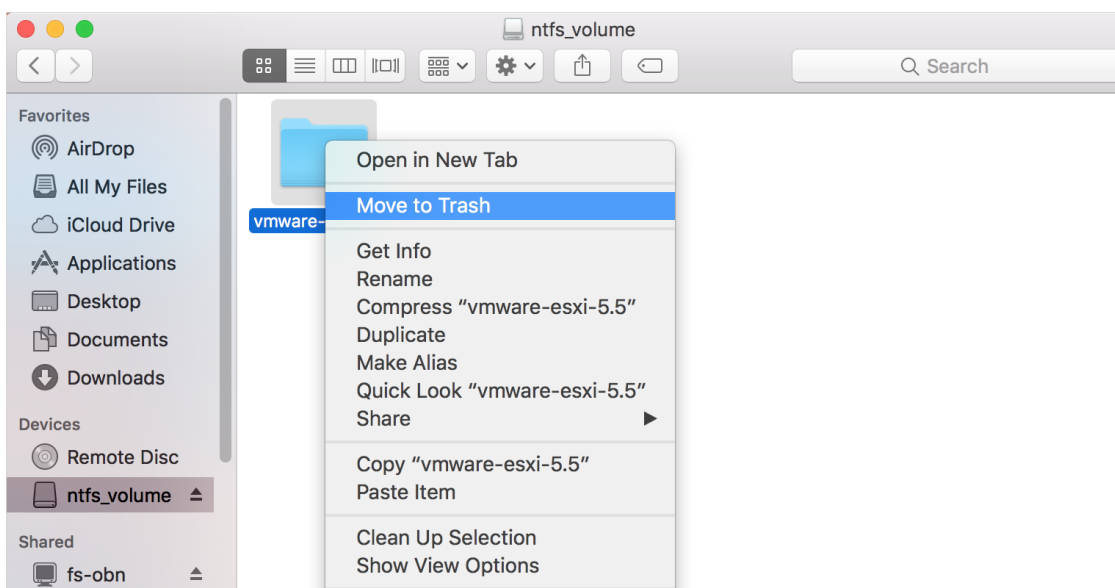 ntfs_volume
Search
Favorites
AirDrop
All My Files
iCloud Drive
Applications
Desktop
Documents
Downloads
Devices
Remote Disc
ntfs_volume
Shared
fs-obn
vmware-
Open in New Tab
Move to Trash
Get Info
Rename
Compress “vmware-esxi-5.5”
Duplicate
Make Alias
Quick Look “vmware-esxi-5.5”
Share
Copy “vmware-esxi-5.5”
Paste Item
Clean Up Selection
Show View Options